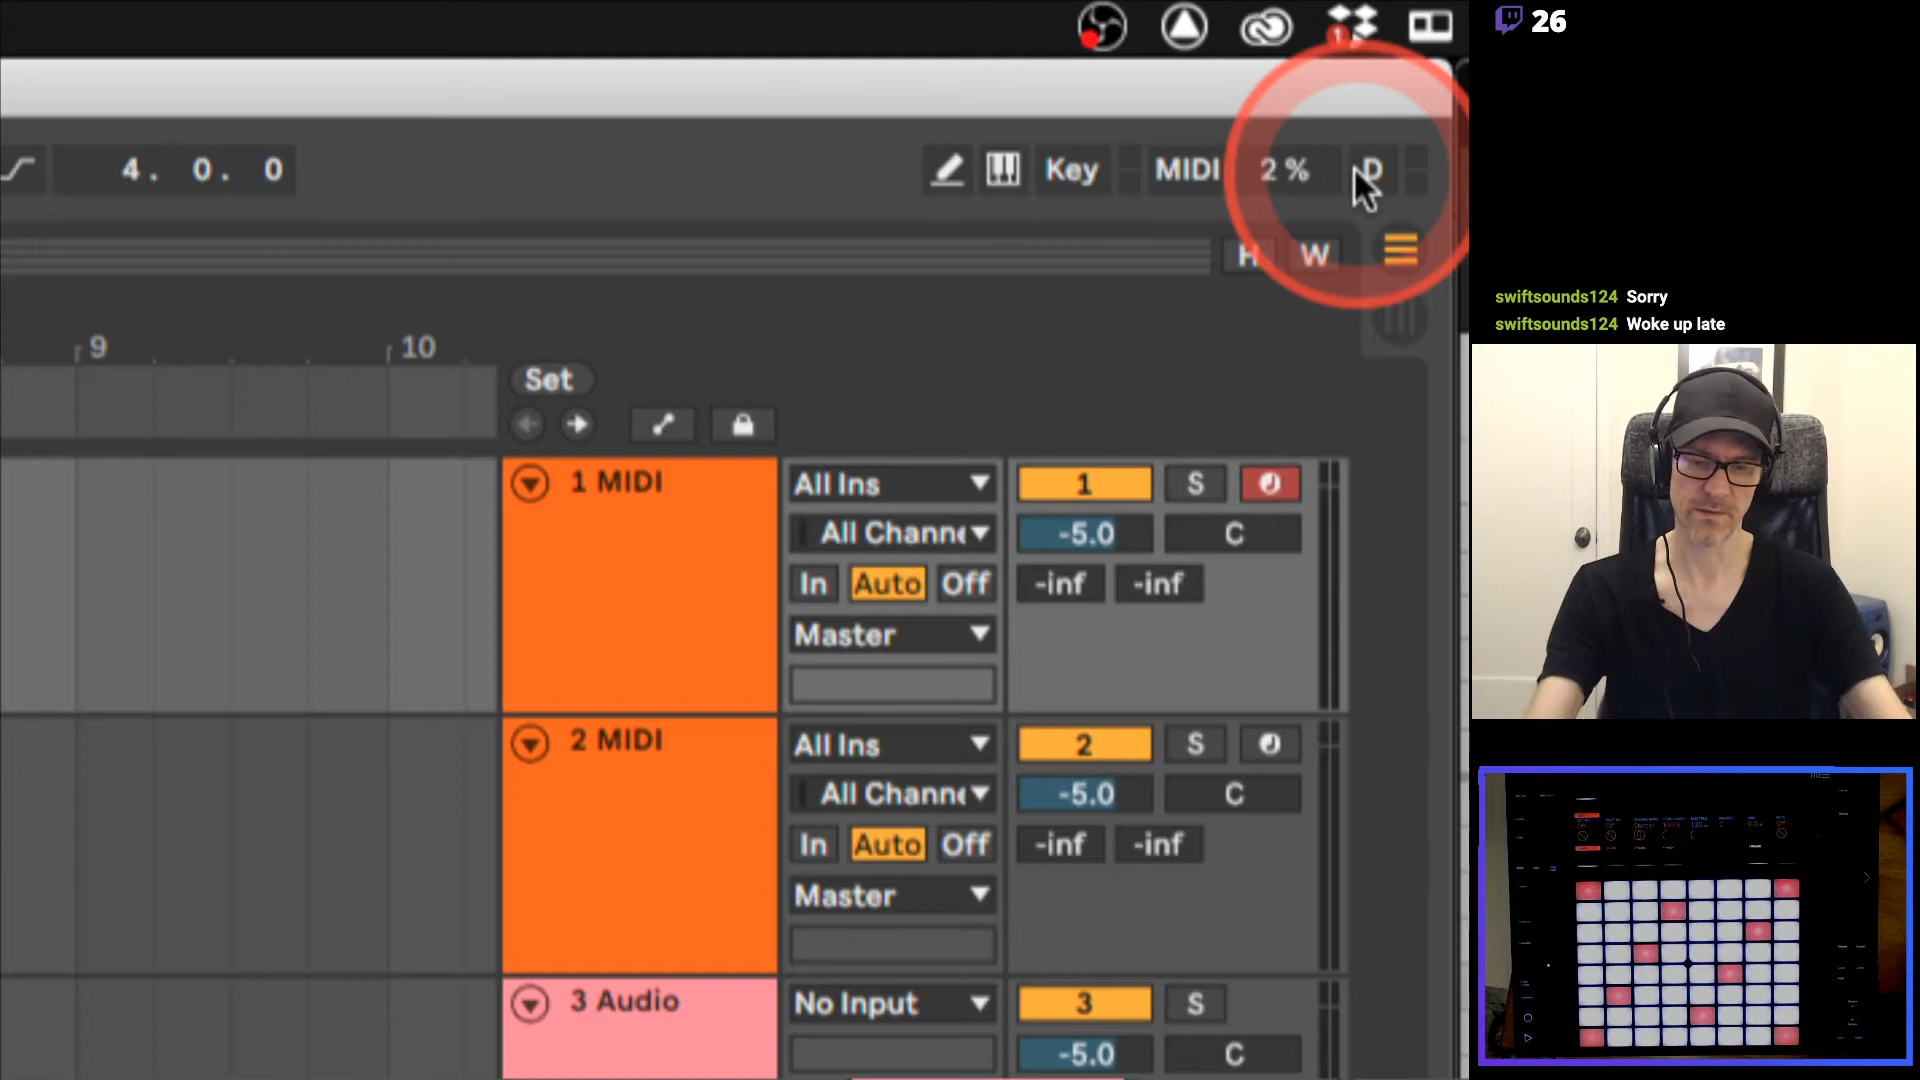 26
1
4. 0. 0
Key
MIDI
2 %
D
H
W
9
10
swiftsounds124 Sorry
swiftsounds124 Woke up late
Set
1 MIDI
All Ins
1
S
All Channe
-5.0
C
In
Auto
Off
-inf
-inf
Master
2 MIDI
All Ins
2
S
All Channe
-5.0
C
In
Auto
Off
-inf
-inf
Master
3 Audio
No Input
3
S
-5.0
C